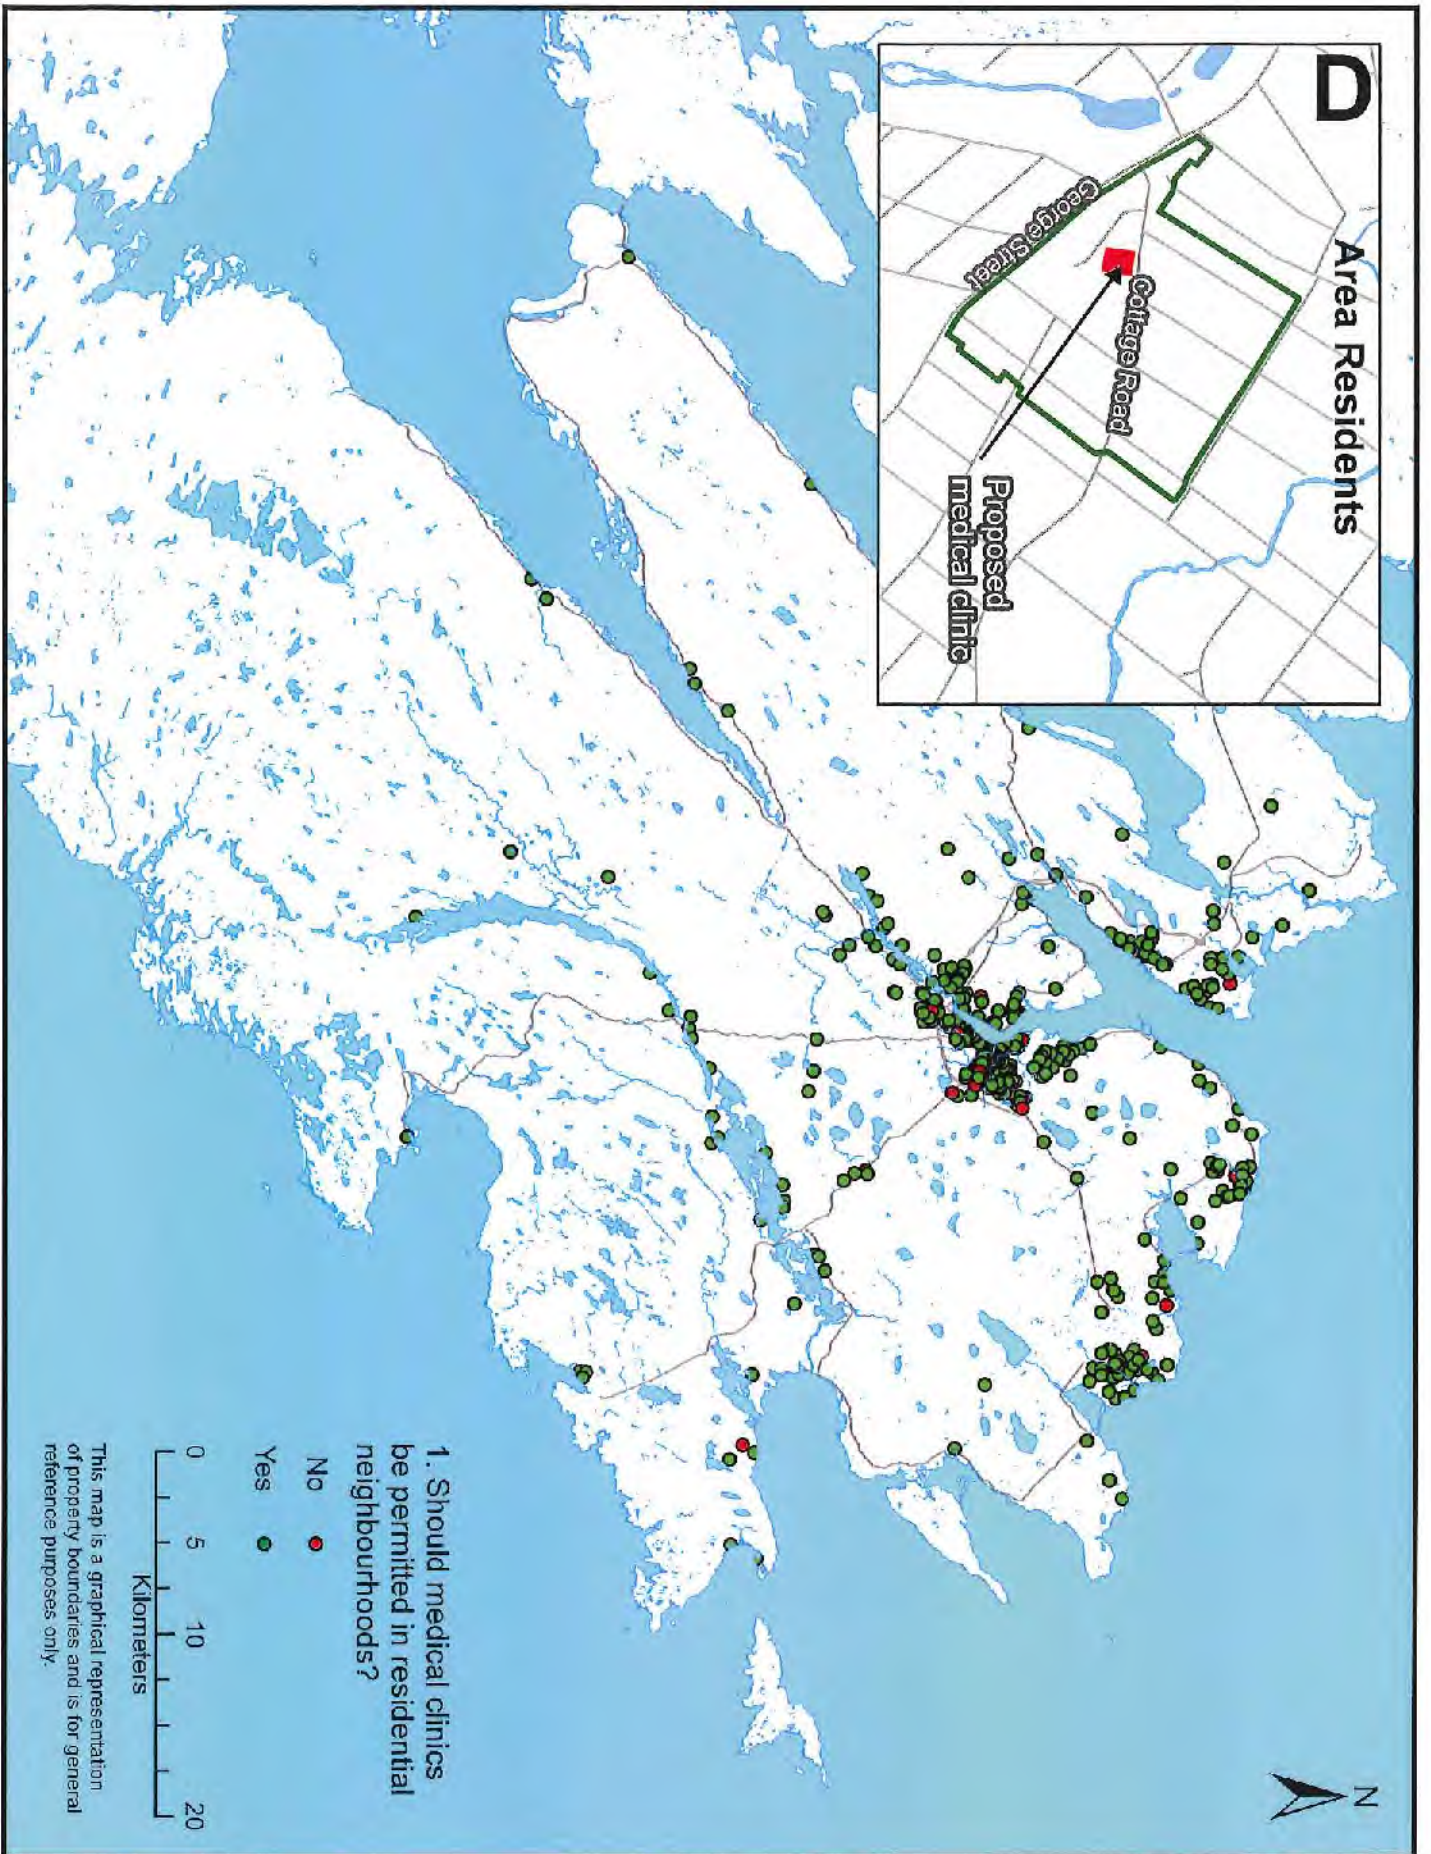 D
Area Residents
George Street
Cottage Road
Proposed
medical clinic
N
1. Should medical clinics
be permitted in residential
neighbourhoods?
No
Yes
0 5 10 20
Kilometers
This map is a graphical representation
of property boundaries and is for general
reference purposes only.